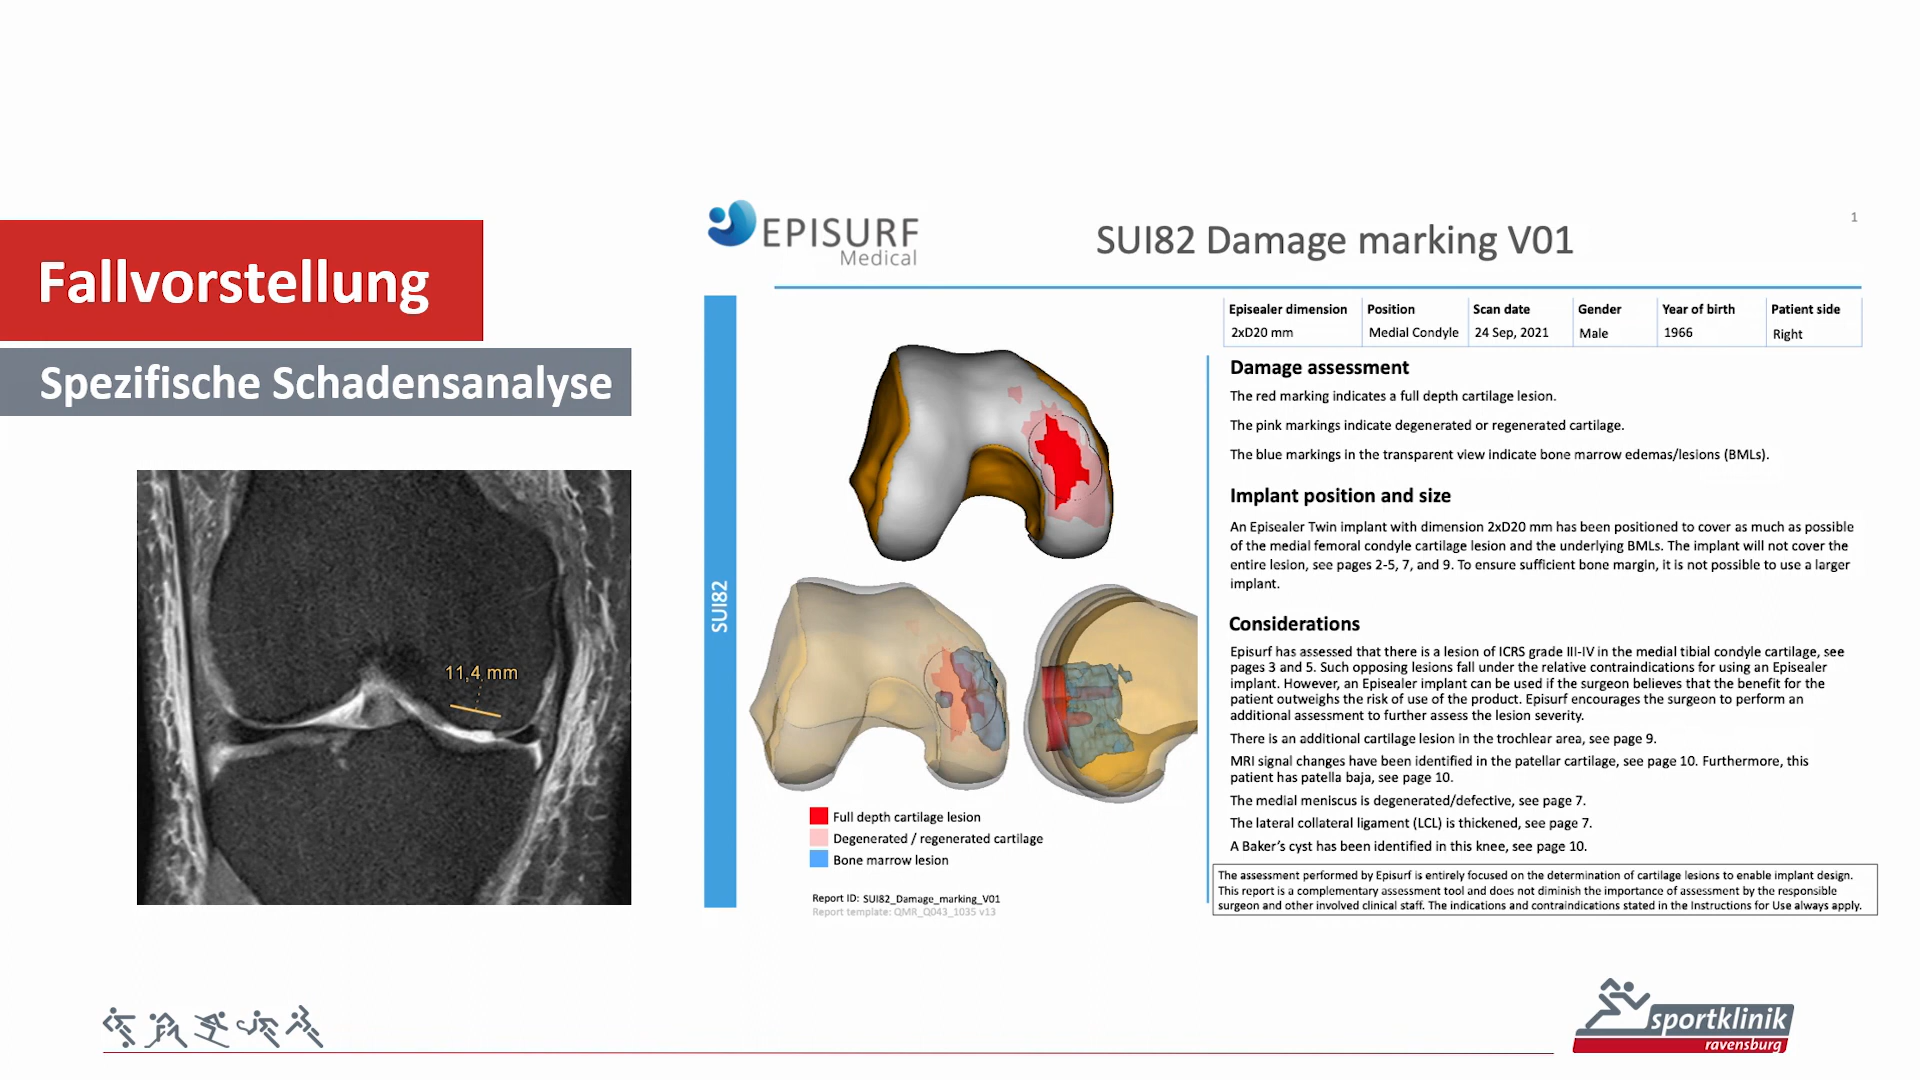 Fallvorstellung
Spezifische Schadensanalyse
11,4 mm
EPISURF
Medical
SUI82 Damage marking V01
1
SUI82
Episealer dimension Position Scan date Gender Year of birth Patient side
2xD20 mm Medial Condyle 24 Sep, 2021 Male 1966 Right
Damage assessment
The red marking indicates a full depth cartilage lesion.
The pink markings indicate degenerated or regenerated cartilage.
The blue markings in the transparent view indicate bone marrow edemas/lesions (BMLs).
Implant position and size
An Episealer Twin implant with dimension 2xD20 mm has been positioned to cover as much as possible
of the medial femoral condyle cartilage lesion and the underlying BMLs. The implant will not cover the
entire lesion, see pages 2-5, 7, and 9. To ensure sufficient bone margin, it is not possible to use a larger
implant.
Considerations
Episurf has assessed that there is a lesion of ICRS grade III-IV in the medial tibial condyle cartilage, see
pages 3 and 5. Such opposing lesions fall under the relative contraindications for using an Episealer
implant. However, an Episealer implant can be used if the surgeon believes that the benefit for the
patient outweighs the risk of use of the product. Episurf encourages the surgeon to perform an
additional assessment to further assess the lesion severity.
There is an additional cartilage lesion in the trochlear area, see page 9.
MRI signal changes have been identified in the patellar cartilage, see page 10. Furthermore, this
patient has patella baja, see page 10.
The medial meniscus is degenerated/defective, see page 7.
The lateral collateral ligament (LCL) is thickened, see page 7.
A Baker's cyst has been identified in this knee, see page 10.
The assessment performed by Episurf is entirely focused on the determination of cartilage lesions to enable implant design.
This report is a complementary assessment tool and does not diminish the importance of assessment by the responsible
surgeon and other involved clinical staff. The indications and contraindications stated in the Instructions for Use always apply.
Full depth cartilage lesion
Degenerated / regenerated cartilage
Bone marrow lesion
Report ID: SUI82_Damage_marking_V01
Report template: QMR_Q043_1035 v13
sportklinik
ravensburg